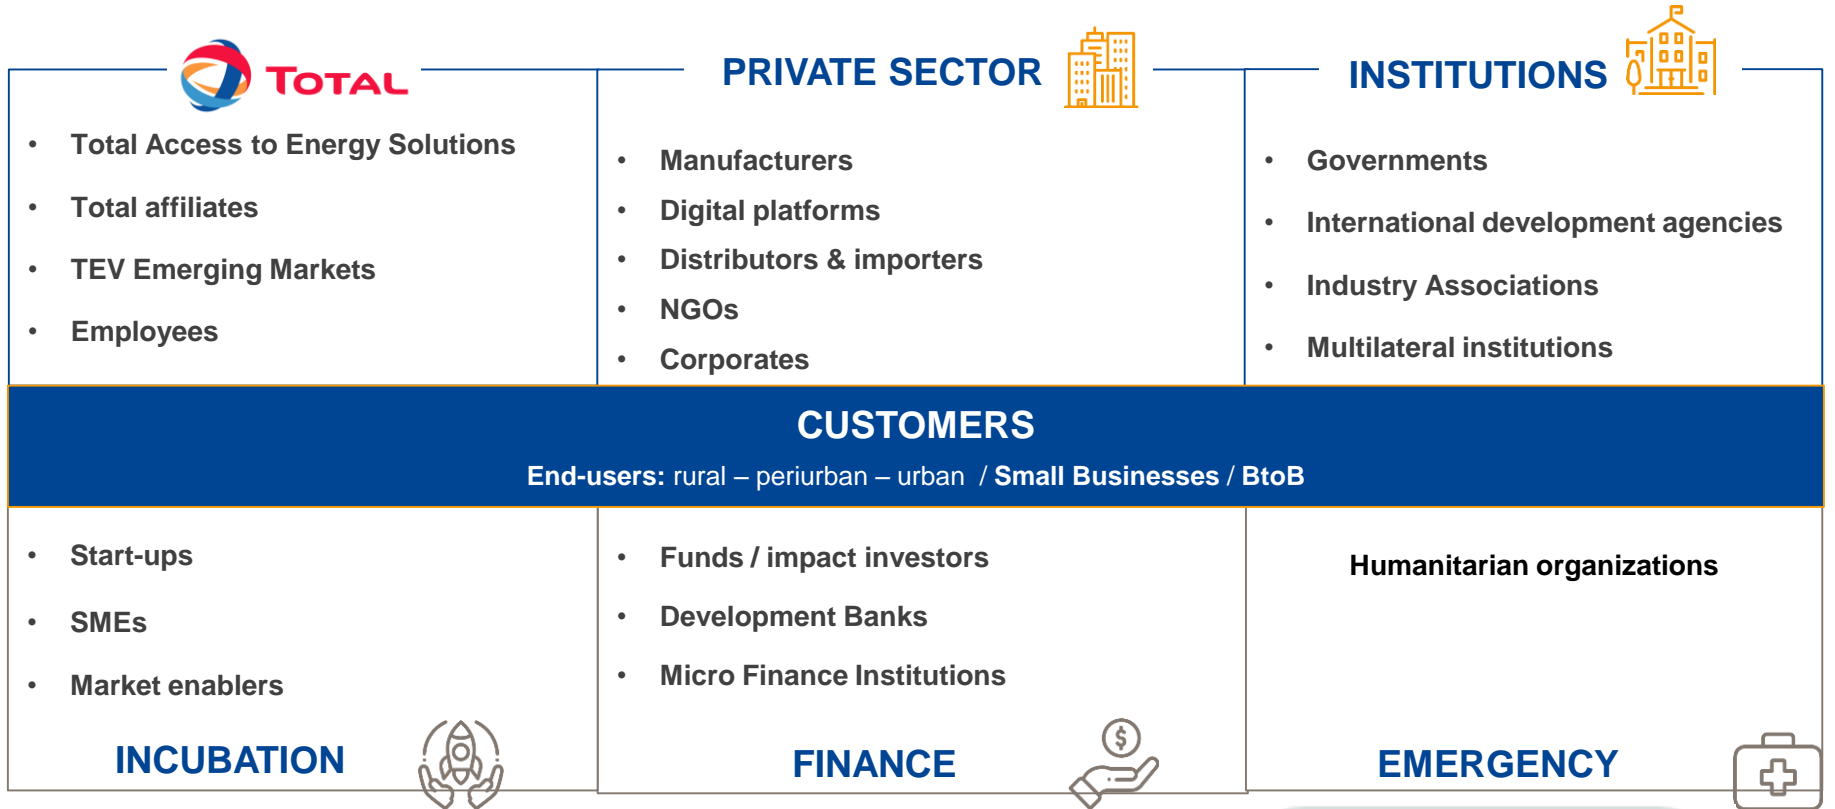 TOTAL
• Total Access to Energy Solutions
• Total affiliates
• TEV Emerging Markets
• Employees
PRIVATE SECTOR
• Manufacturers
• Digital platforms
• Distributors & importers
• NGOs
• Corporates
INSTITUTIONS
• Governments
• International development agencies
• Industry Associations
• Multilateral institutions
CUSTOMERS
End-users: rural – periurban – urban / Small Businesses / BtoB
• Start-ups
• SMEs
• Market enablers
INCUBATION
• Funds / impact investors
• Development Banks
• Micro Finance Institutions
FINANCE
$
Humanitarian organizations
EMERGENCY